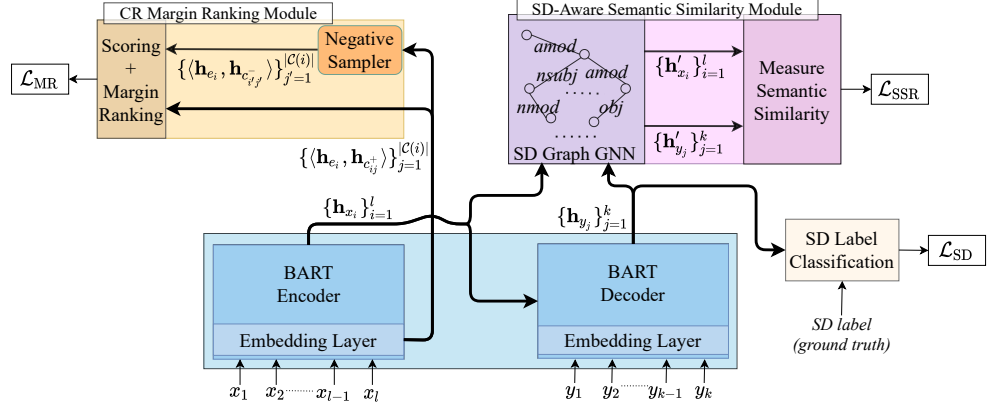 CR Margin Ranking Module
SD-Aware Semantic Similarity Module
Scoring
+
Margin
Ranking
Negative
Sampler
{⟨h_{e_i}, h_{c^-_{i'j'}}⟩}_{j'=1}^{|C(i)|}
ℒ_MR
{⟨h_{e_i}, h_{c^+_{ij}}⟩}_{j=1}^{|C(i)|}
amod
nsubj
amod
nmod
obj
SD Graph GNN
{h'_{x_i}}_{i=1}^l
{h'_{y_j}}_{j=1}^k
Measure
Semantic
Similarity
ℒ_SSR
{h_{x_i}}_{i=1}^l
{h_{y_j}}_{j=1}^k
BART
Encoder
Embedding Layer
BART
Decoder
Embedding Layer
SD Label
Classification
ℒ_SD
SD label
(ground truth)
x_1 x_2 ........ x_{l-1} x_l
y_1 y_2 ........ y_{k-1} y_k